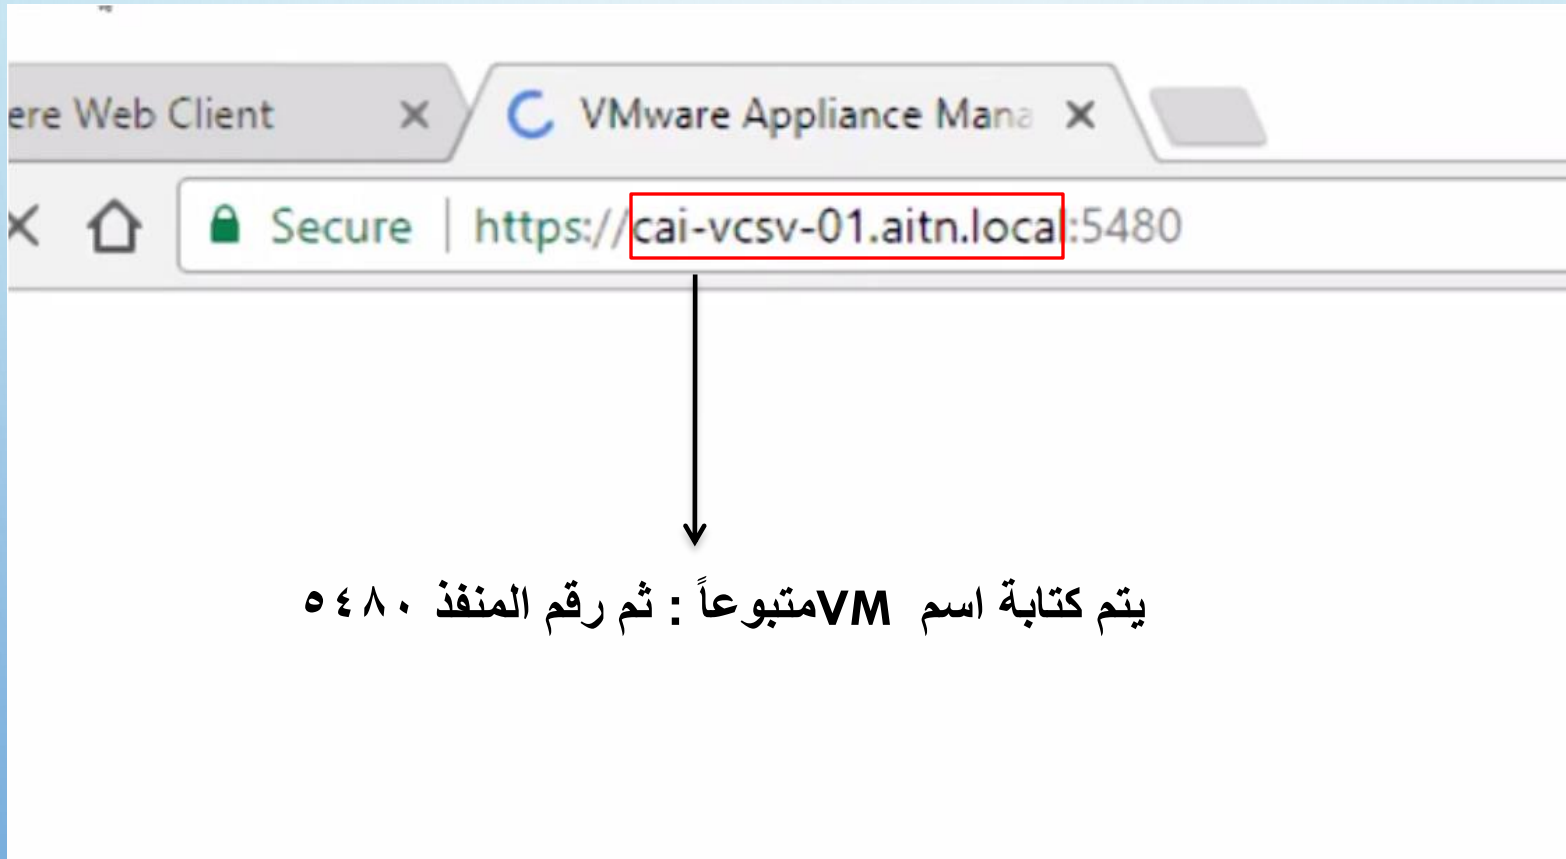 ere Web Client
VMware Appliance Mana
Secure | https://cai-vcsv-01.aitn.local:5480
يتم كتابة اسم VMمتبوعاً : ثم رقم المنفذ ٥٤٨٠